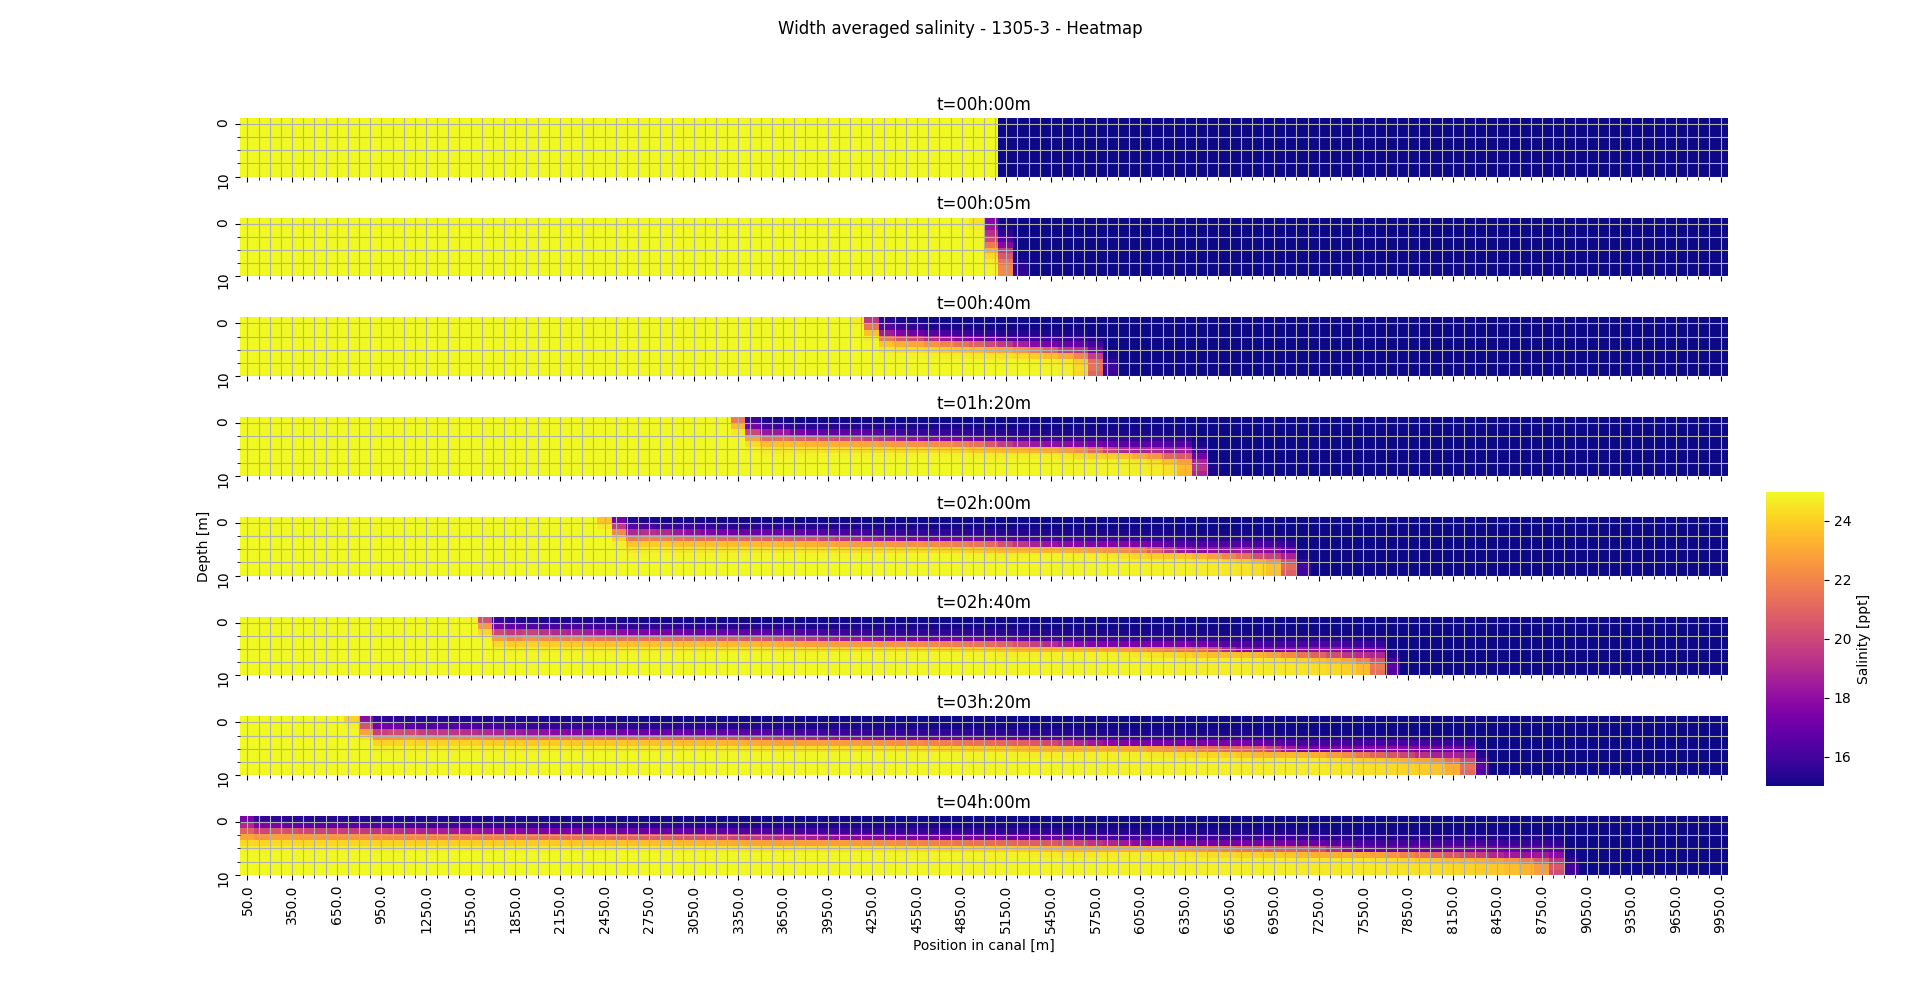 Width averaged salinity - 1305-3 - Heatmap
t=00h:00m
0
10
t=00h:05m
0
10
t=00h:40m
0
10
t=01h:20m
0
10
t=02h:00m
0
10
t=02h:40m
0
10
t=03h:20m
0
10
t=04h:00m
0
10
Depth [m]
50.0 350.0 650.0 950.0 1250.0 1550.0 1850.0 2150.0 2450.0 2750.0 3050.0 3350.0 3650.0 3950.0 4250.0 4550.0 4850.0 5150.0 5450.0 5750.0 6050.0 6350.0 6650.0 6950.0 7250.0 7550.0 7850.0 8150.0 8450.0 8750.0 9050.0 9350.0 9650.0 9950.0
Position in canal [m]
24
22
20
18
16
Salinity [ppt]